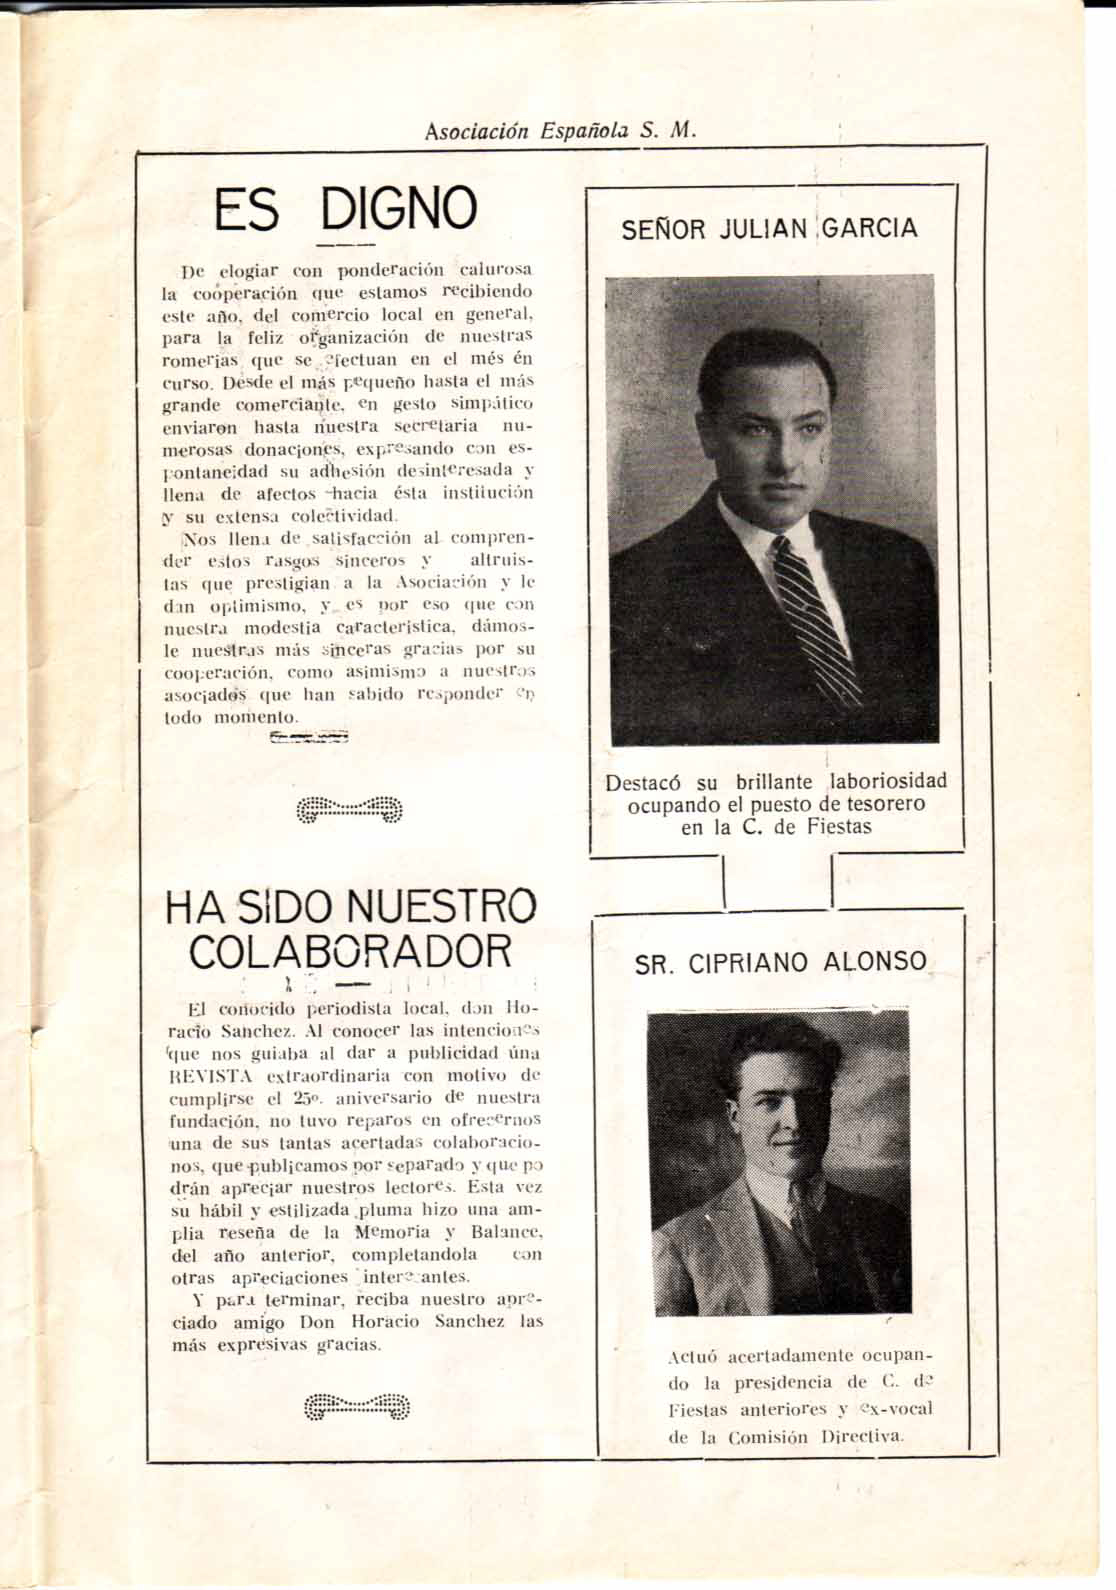 Asociación Española S. M.
ES DIGNO
De elogiar con ponderación calurosa
la cooperación que estamos recibiendo
este año, del comercio local en general,
para la feliz organización de nuestras
romerias que se efectuan en el més én
curso. Desde el más pequeño hasta el más
grande comerciante, en gesto simpático
enviaron hasta nuestra secretaria nu-
merosas donaciones, expresando con es-
pontaneidad su adhesión desinteresada y
llena de afectos hacia ésta institución
y su extensa colectividad.
Nos llena de satisfacción al compren-
der estos rasgos sinceros y altruis-
tas que prestigian a la Asociación y le
dan optimismo, y es por eso que con
nuestra modestia caracteristica, dámos-
le nuestras más sinceras gracias por su
cooperación, como asimismo a nuestros
asociados que han sabido responder en
todo momento.
HA SIDO NUESTRO
COLABORADOR
El conocido periodista local, don Ho-
racio Sanchez. Al conocer las intenciones
que nos guiaba al dar a publicidad úna
REVISTA extraordinaria con motivo de
cumplirse el 25º. aniversario de nuestra
fundación, no tuvo reparos en ofrecernos
una de sus tantas acertadas colaboracio-
nos, que publicamos por separado y que po
drán apreciar nuestros lectores. Esta vez
su hábil y estilizada pluma hizo una am-
plia reseña de la Memoria y Balance,
del año anterior, completandola con
otras apreciaciones interesantes.
Y para terminar, reciba nuestro apre-
ciado amigo Don Horacio Sanchez las
más expresivas gracias.
SEÑOR JULIAN GARCIA
Destacó su brillante laboriosidad
ocupando el puesto de tesorero
en la C. de Fiestas
SR. CIPRIANO ALONSO
Actuó acertadamente ocupan-
do la presidencia de C. de
Fiestas anteriores y ex-vocal
de la Comisión Directiva.